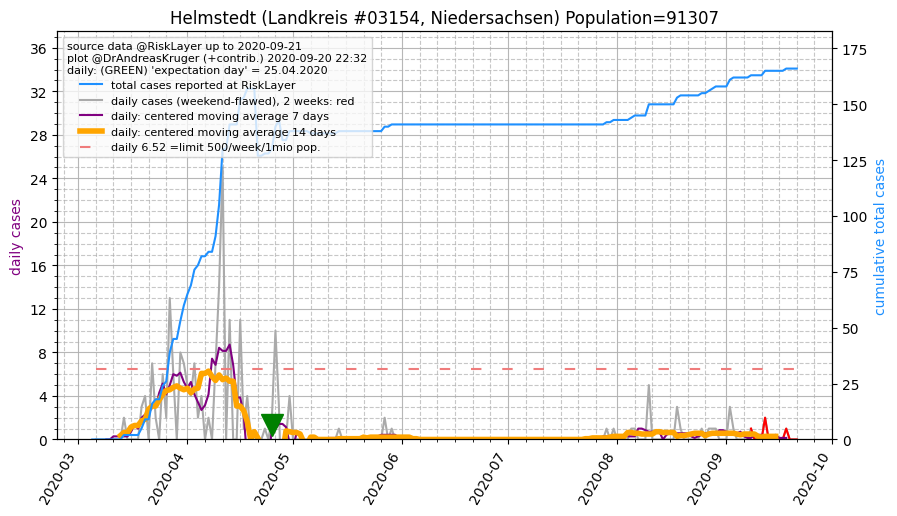 Helmstedt (Landkreis #03154, Niedersachsen) Population=91307
source data @RiskLayer up to 2020-09-21
plot @DrAndreasKruger (+contrib.) 2020-09-20 22:32
daily: (GREEN) 'expectation day' = 25.04.2020
total cases reported at RiskLayer
daily cases (weekend-flawed), 2 weeks: red
daily: centered moving average 7 days
daily: centered moving average 14 days
daily 6.52 =limit 500/week/1mio pop.
daily cases
36
32
28
24
20
16
12
8
4
0
cumulative total cases
175
150
125
100
75
50
25
0
2020-03
2020-04
2020-05
2020-06
2020-07
2020-08
2020-09
2020-10